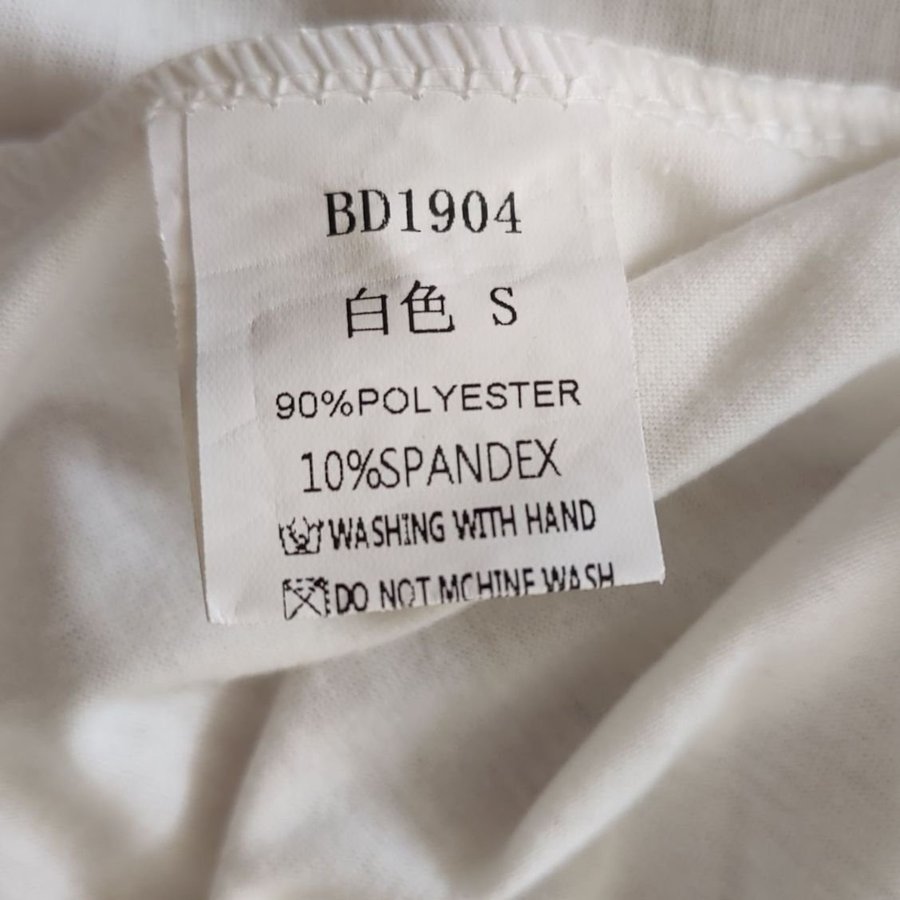 BD1904
白色 S
90%POLYESTER
10%SPANDEX
WASHING WITH HAND
DO NOT MCHINE WASH